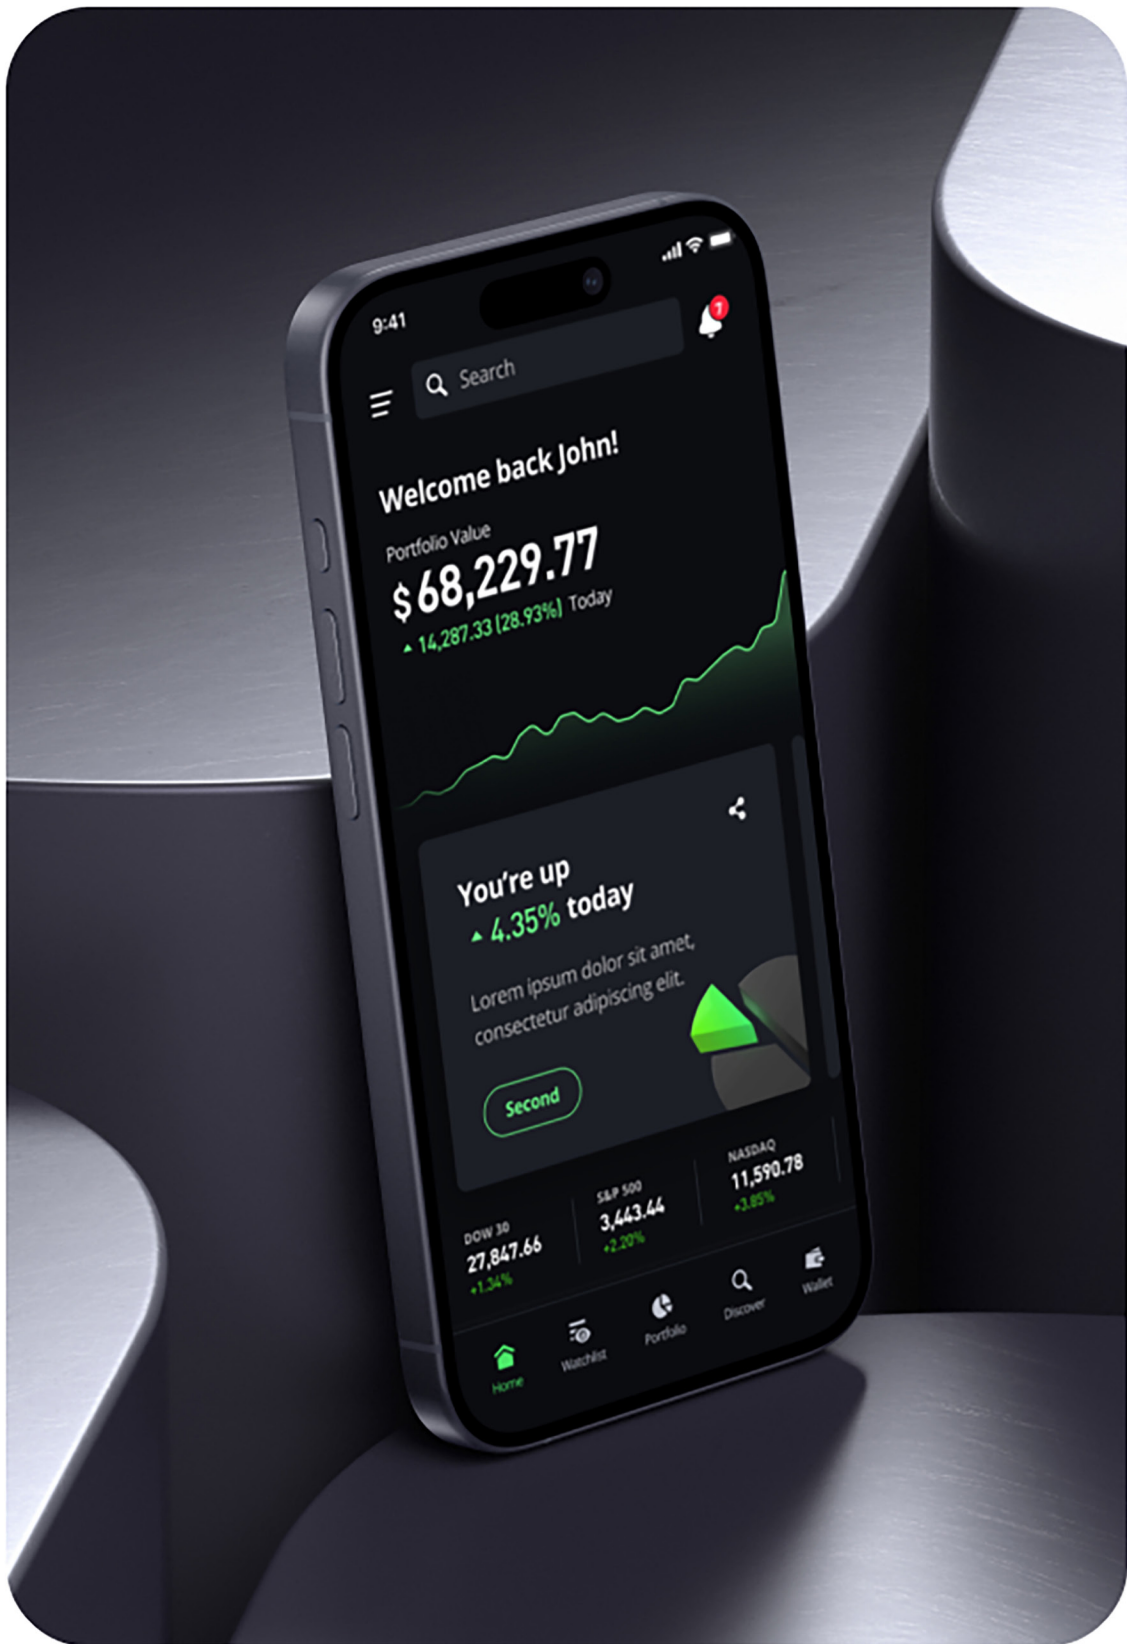 9:41
Search
1
Welcome back John!
Portfolio Value
$68,229.77
14,287.33 (28.93%) Today
You're up
4.35% today
Lorem ipsum dolor sit amet,
consectetur adipiscing elit.
Second
DOW 30
27,847.66
+1.34%
S&P 500
3,443.44
+2.20%
NASDAQ
11,590.78
+3.85%
Home
Watchlist
Portfolio
Discover
Wallet